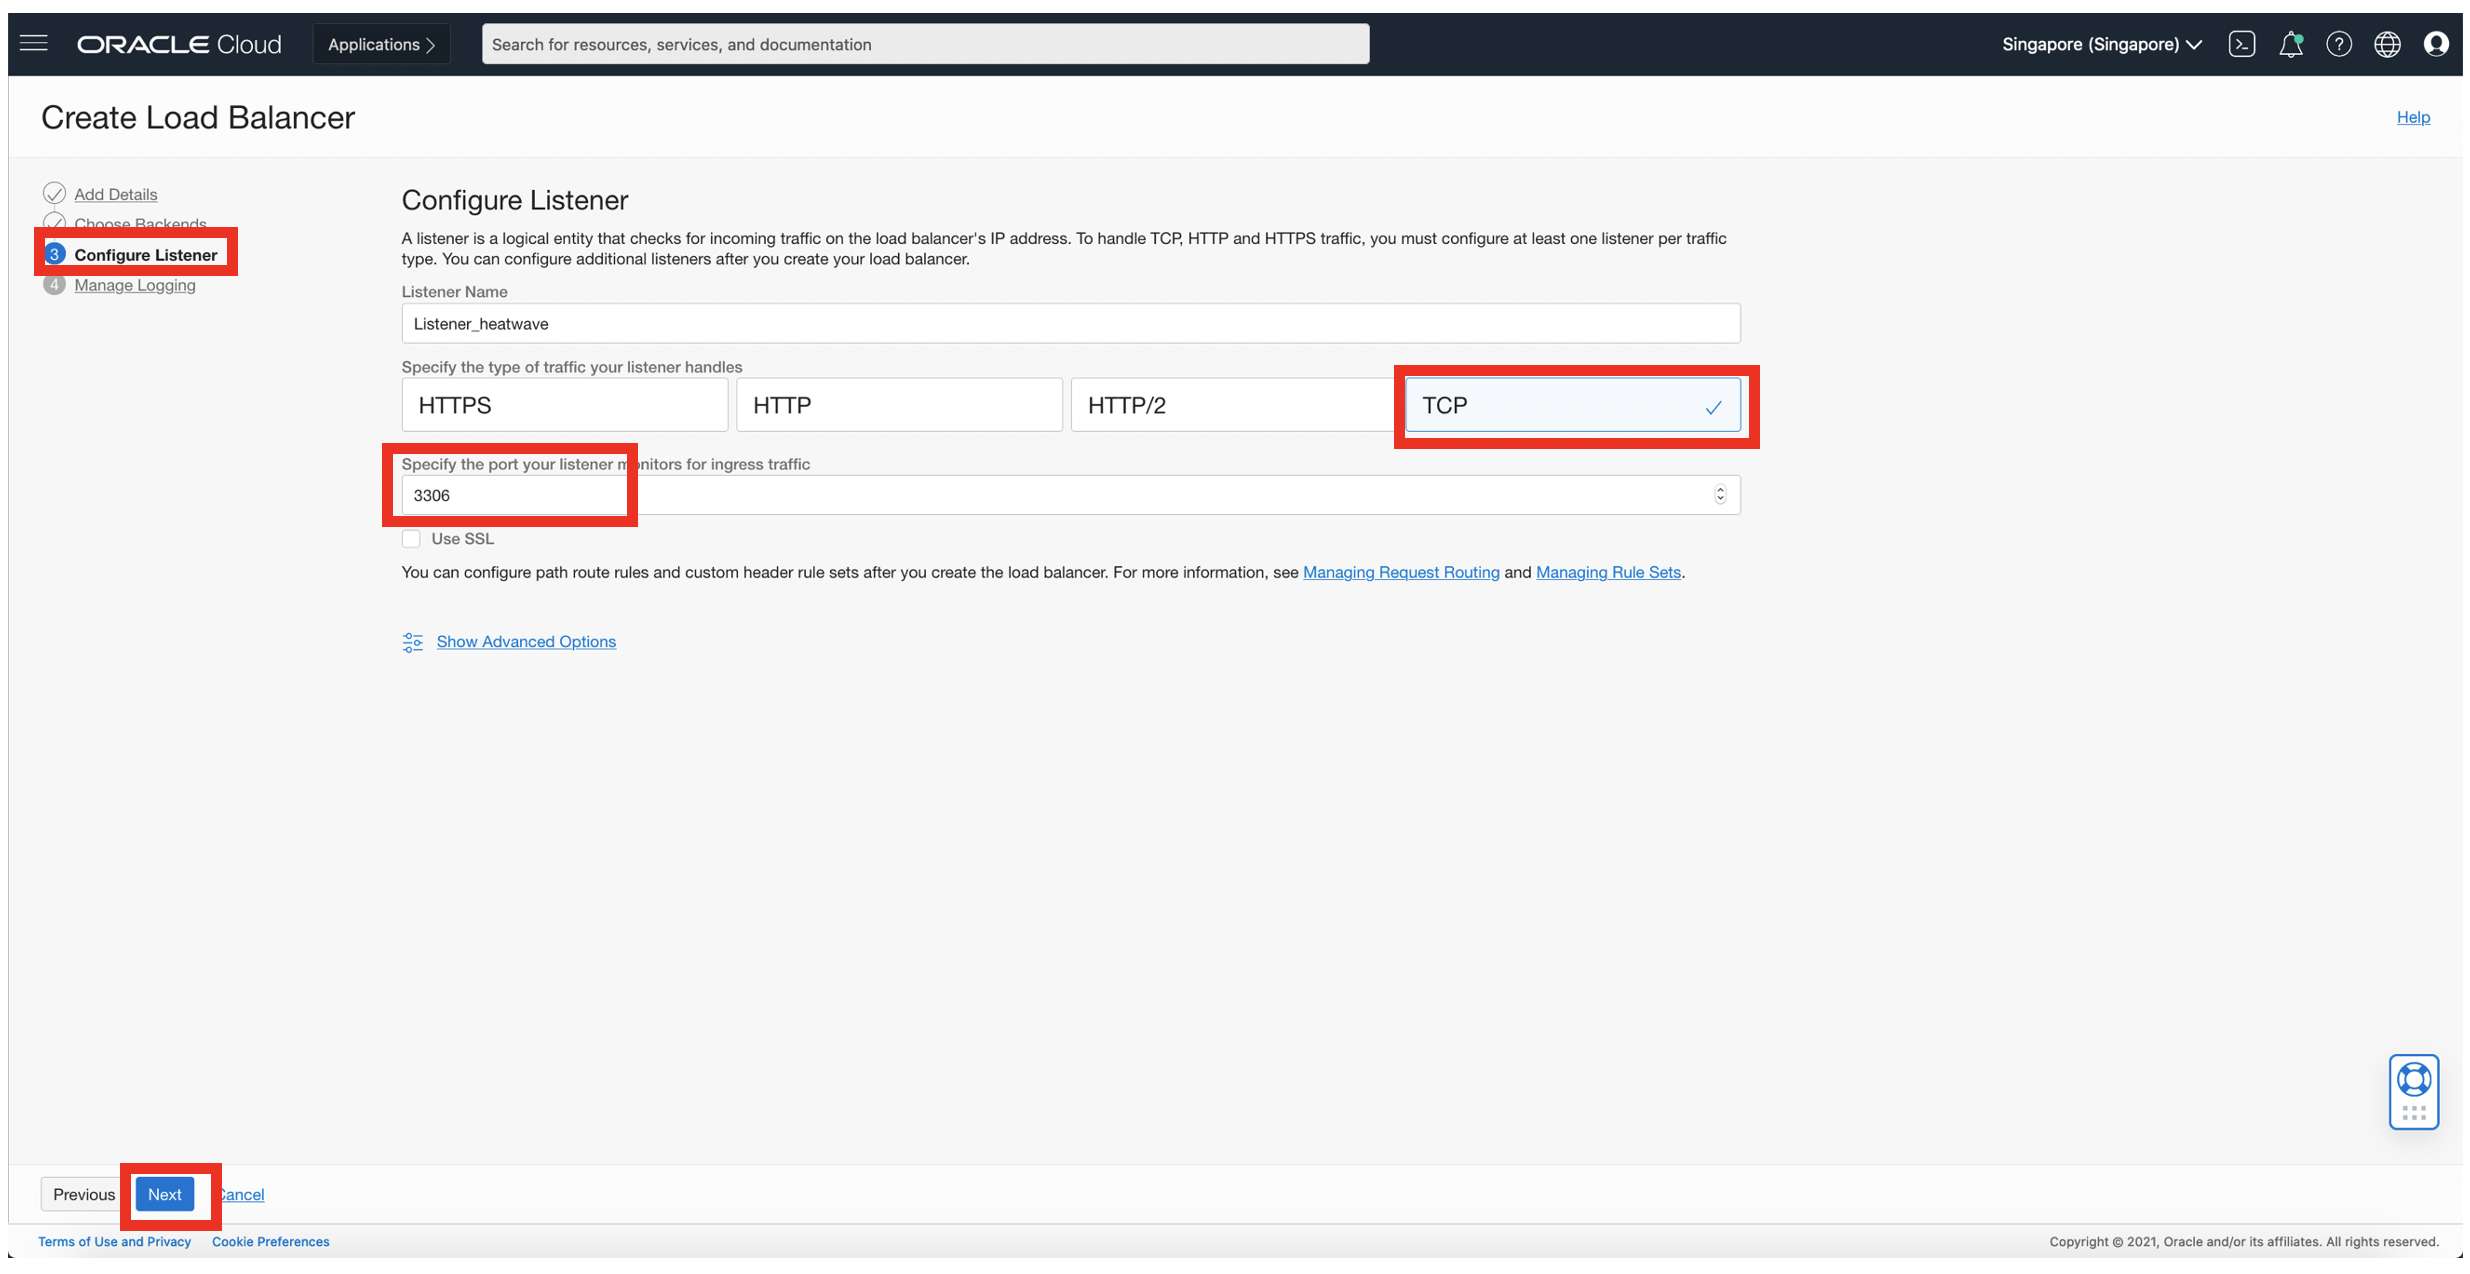 ORACLE Cloud
Applications
Search for resources, services, and documentation
Singapore (Singapore)
Create Load Balancer
Help
Add Details
Choose Backends
3 Configure Listener
4 Manage Logging
Configure Listener
A listener is a logical entity that checks for incoming traffic on the load balancer's IP address. To handle TCP, HTTP and HTTPS traffic, you must configure at least one listener per traffic
type. You can configure additional listeners after you create your load balancer.
Listener Name
Listener_heatwave
Specify the type of traffic your listener handles
HTTPS
HTTP
HTTP/2
TCP
Specify the port your listener monitors for ingress traffic
3306
Use SSL
You can configure path route rules and custom header rule sets after you create the load balancer. For more information, see Managing Request Routing and Managing Rule Sets.
Show Advanced Options
Previous
Next
Cancel
Terms of Use and Privacy
Cookie Preferences
Copyright © 2021, Oracle and/or its affiliates. All rights reserved.